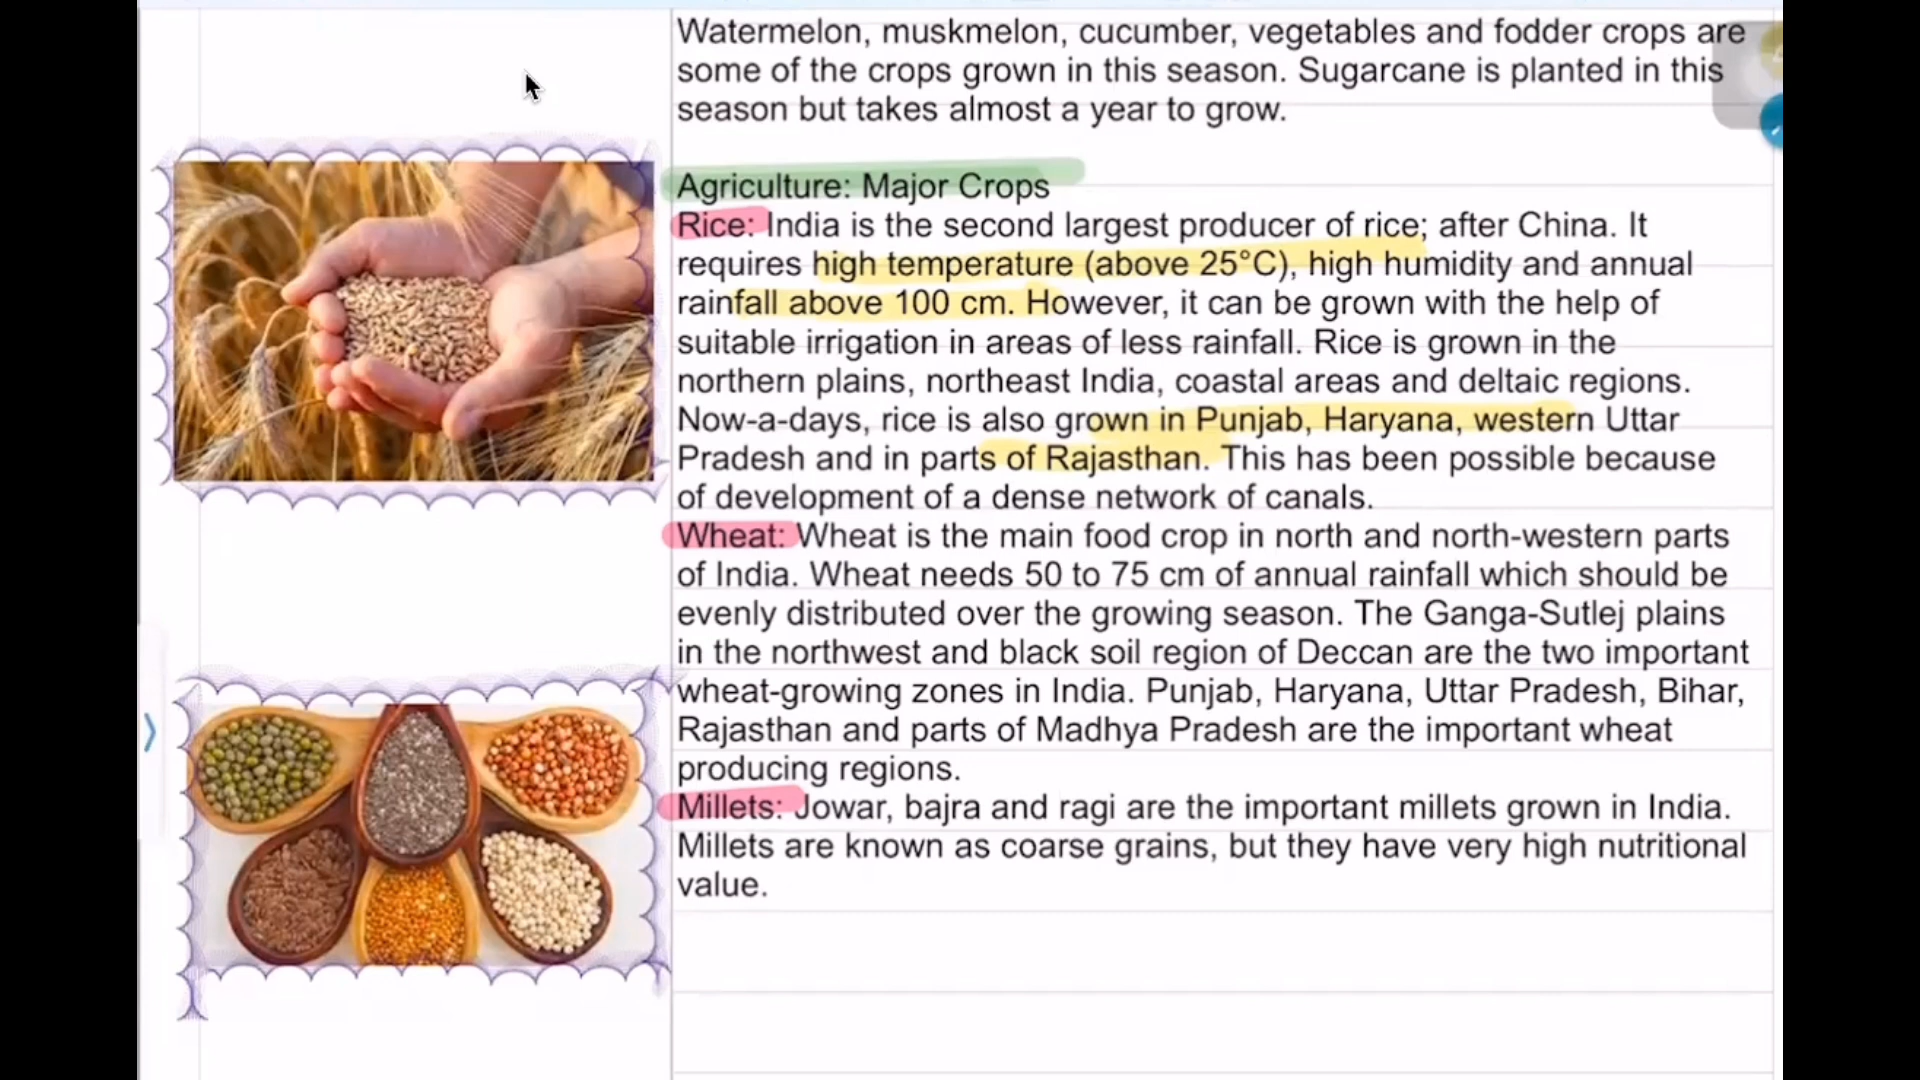 Watermelon, muskmelon, cucumber, vegetables and fodder crops are
some of the crops grown in this season. Sugarcane is planted in this
season but takes almost a year to grow.
Agriculture: Major Crops
Rice: India is the second largest producer of rice; after China. It
requires high temperature (above 25°C), high humidity and annual
rainfall above 100 cm. However, it can be grown with the help of
suitable irrigation in areas of less rainfall. Rice is grown in the
northern plains, northeast India, coastal areas and deltaic regions.
Now-a-days, rice is also grown in Punjab, Haryana, western Uttar
Pradesh and in parts of Rajasthan. This has been possible because
of development of a dense network of canals.
Wheat: Wheat is the main food crop in north and north-western parts
of India. Wheat needs 50 to 75 cm of annual rainfall which should be
evenly distributed over the growing season. The Ganga-Sutlej plains
in the northwest and black soil region of Deccan are the two important
wheat-growing zones in India. Punjab, Haryana, Uttar Pradesh, Bihar,
Rajasthan and parts of Madhya Pradesh are the important wheat
producing regions.
Millets: Jowar, bajra and ragi are the important millets grown in India.
Millets are known as coarse grains, but they have very high nutritional
value.